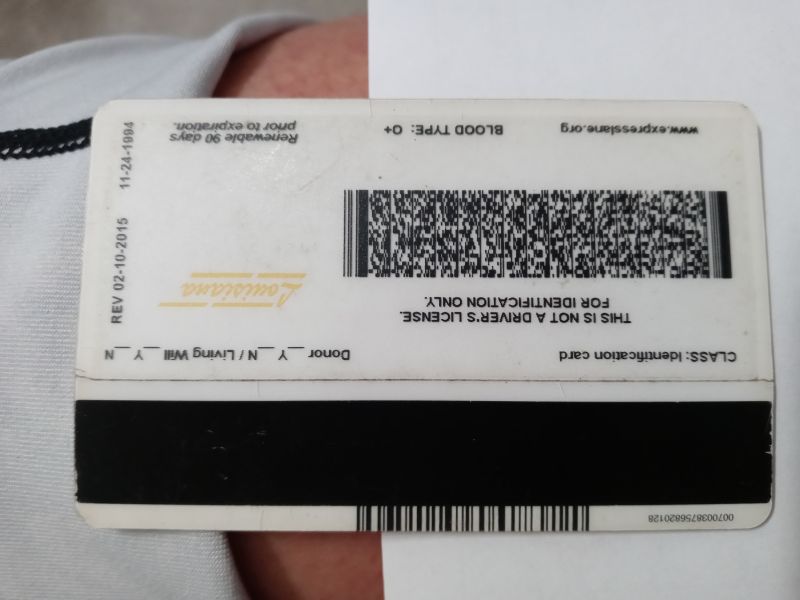 0070038756820128
CLASS: Identification card
Donor __Y __N / Living Will __Y __N
THIS IS NOT A DRIVER'S LICENSE.
FOR IDENTIFICATION ONLY.
Louisiana
www.expresslane.org
BLOOD TYPE: O+
Renewable 90 days
prior to expiration.
REV 02-10-2015 11-24-1994